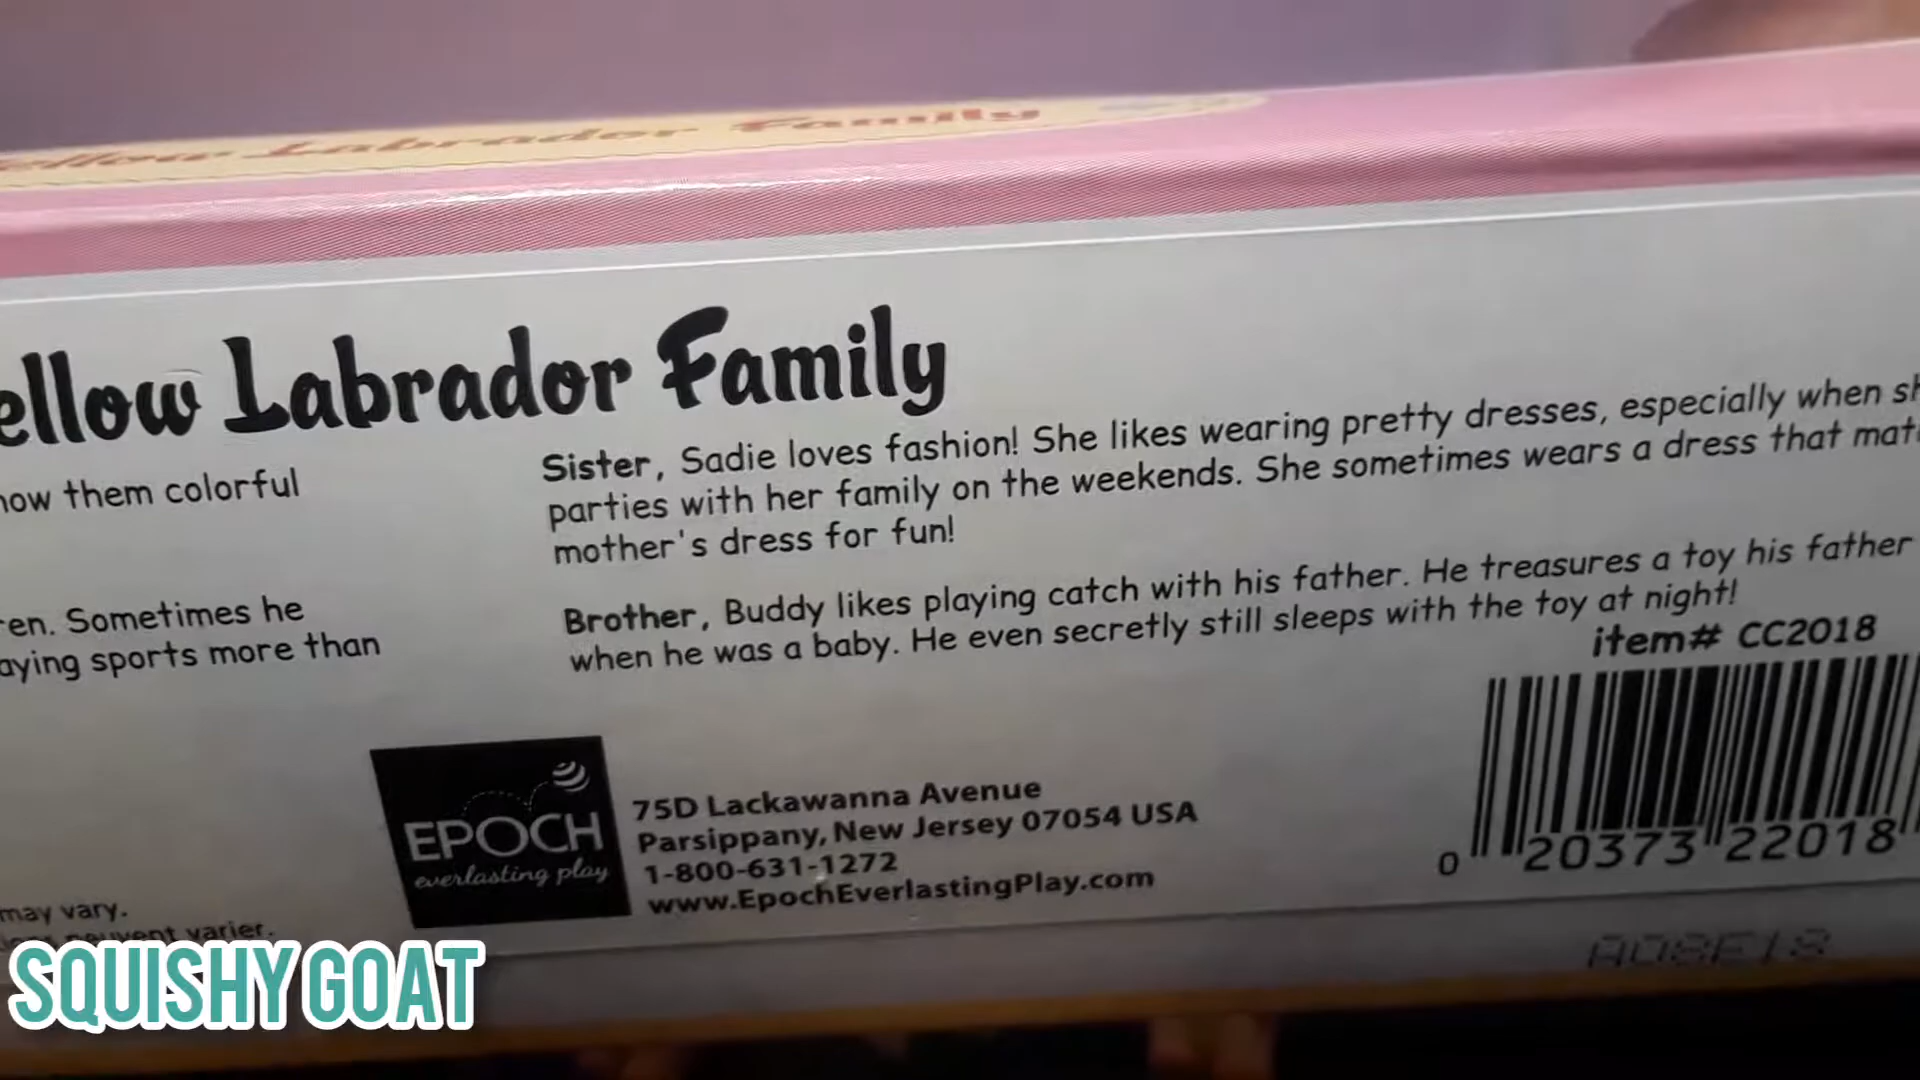 Labrador Family
ellow Labrador Family
how them colorful
en. Sometimes he
aying sports more than
Sister, Sadie loves fashion! She likes wearing pretty dresses, especially when sh
parties with her family on the weekends. She sometimes wears a dress that mat
mother's dress for fun!
Brother, Buddy likes playing catch with his father. He treasures a toy his father
when he was a baby. He even secretly still sleeps with the toy at night!
item# CC2018
0 20373 22018
EPOCH
everlasting play
75D Lackawanna Avenue
Parsippany, New Jersey 07054 USA
1-800-631-1272
www.EpochEverlastingPlay.com
may vary.
peuvent varier.
A08E18
SQUISHY GOAT